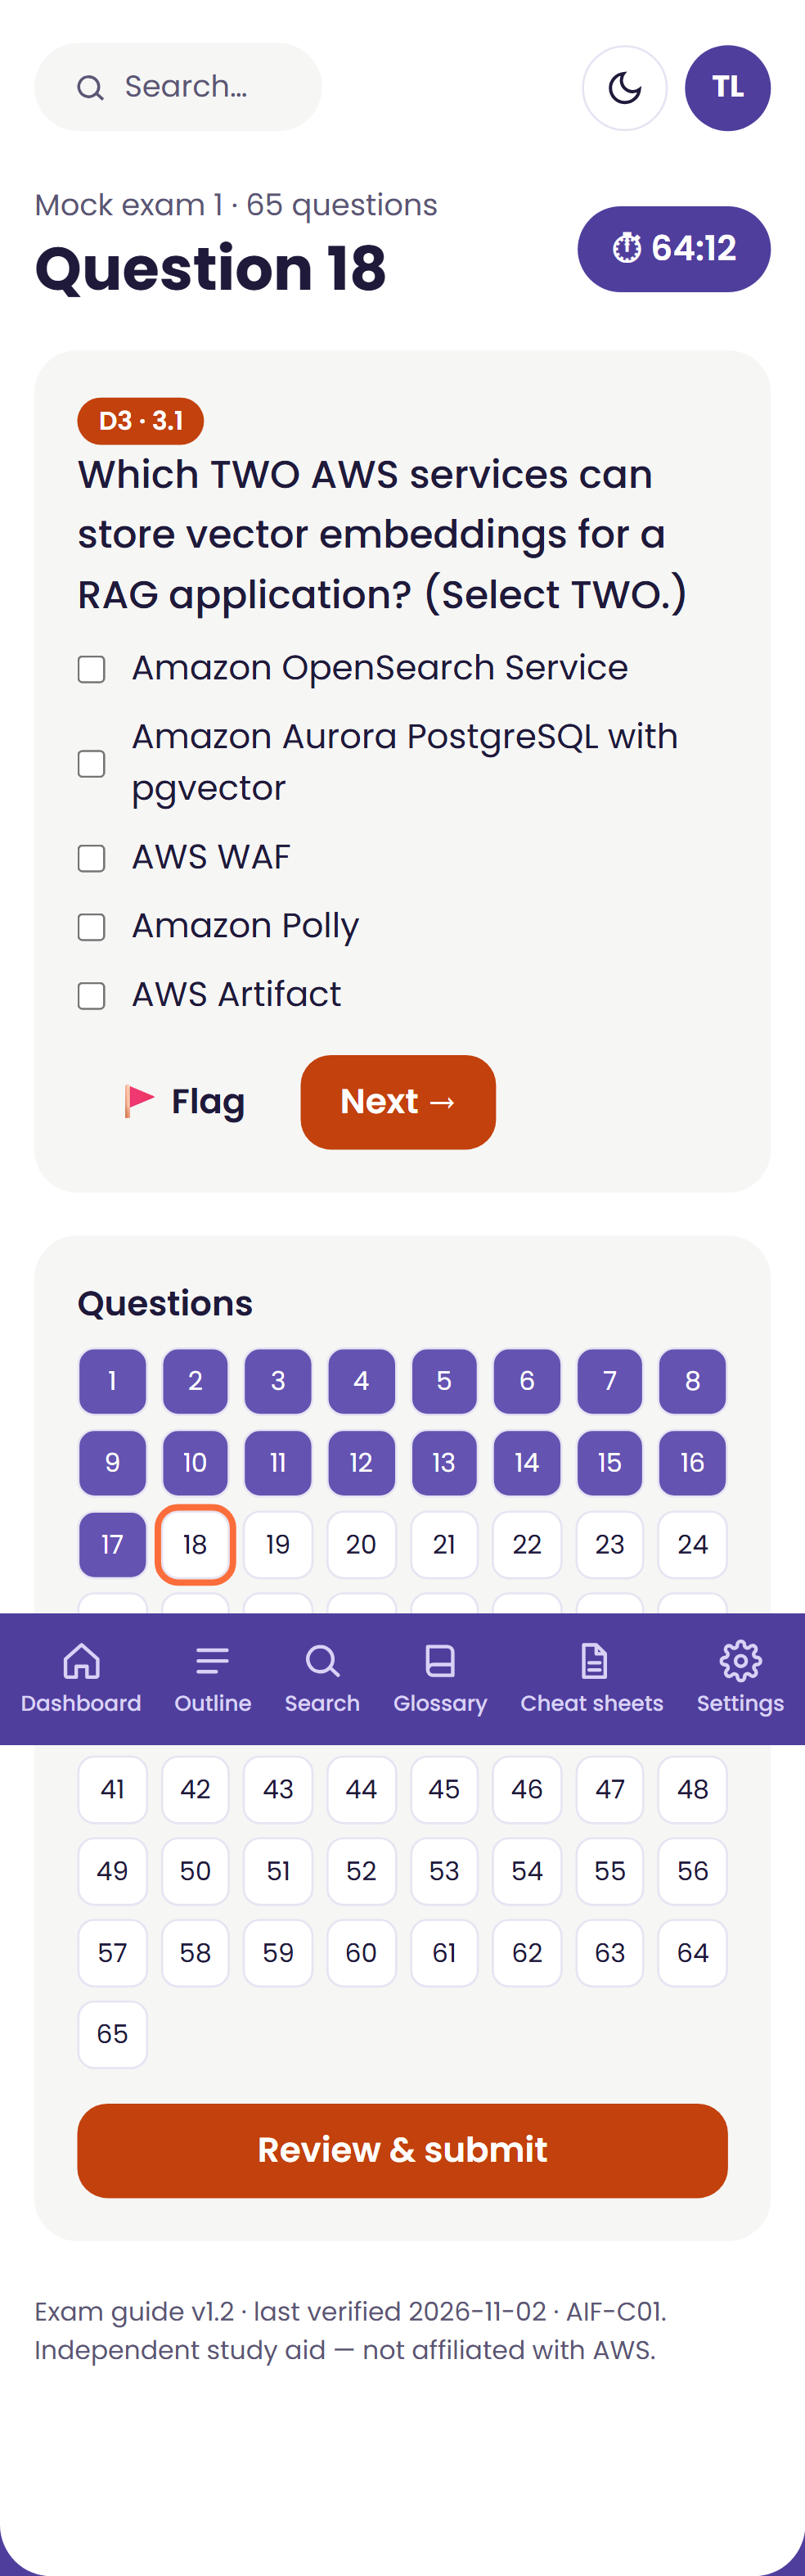 Search...
TL
Mock exam 1 · 65 questions
Question 18
⏱ 64:12
D3 · 3.1
Which TWO AWS services can
store vector embeddings for a
RAG application? (Select TWO.)
Amazon OpenSearch Service
Amazon Aurora PostgreSQL with
pgvector
AWS WAF
Amazon Polly
AWS Artifact
Flag
Next →
Questions
1 2 3 4 5 6 7 8
9 10 11 12 13 14 15 16
17 18 19 20 21 22 23 24
Dashboard Outline Search Glossary Cheat sheets Settings
41 42 43 44 45 46 47 48
49 50 51 52 53 54 55 56
57 58 59 60 61 62 63 64
65
Review & submit
Exam guide v1.2 · last verified 2026-11-02 · AIF-C01.
Independent study aid — not affiliated with AWS.